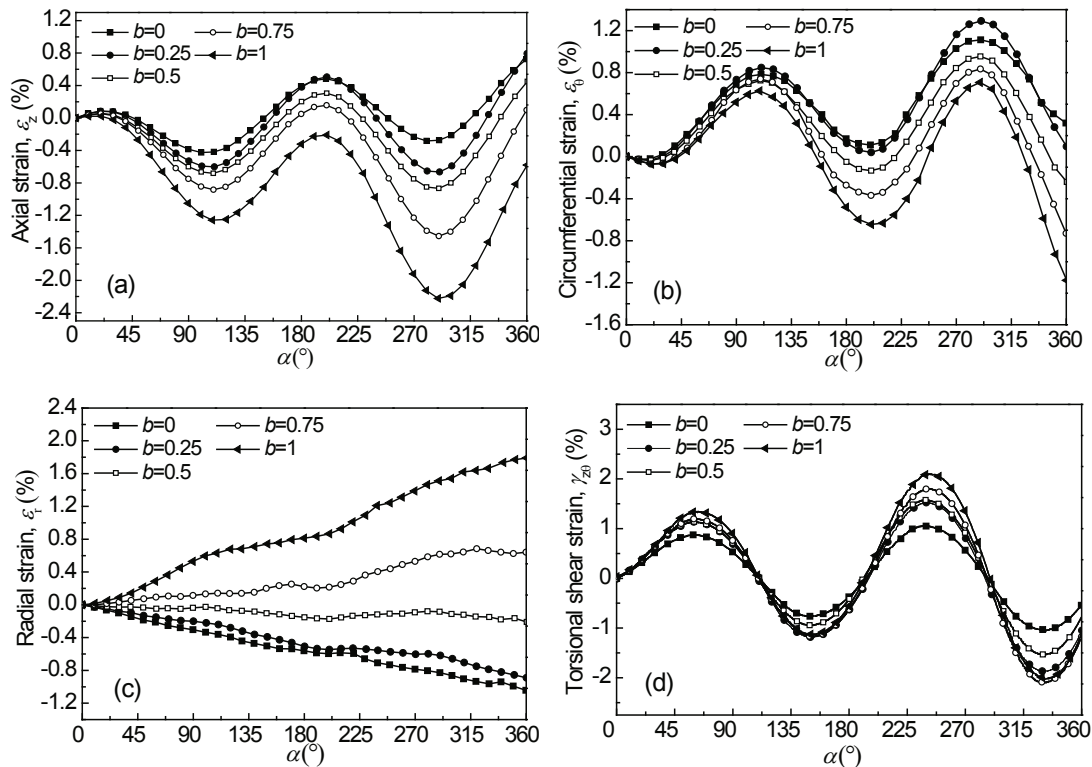 1.2
0.8
0.4
0.0
-0.4
-0.8
-1.2
-1.6
-2.0
-2.4
Axial strain, εz (%)
b=0
b=0.25
b=0.5
b=0.75
b=1
(a)
0 45 90 135 180 225 270 315 360
α(°)
1.2
0.8
0.4
0.0
-0.4
-0.8
-1.2
-1.6
Circumferential strain, εθ (%)
b=0
b=0.25
b=0.5
b=0.75
b=1
(b)
0 45 90 135 180 225 270 315 360
α(°)
2.4
2.0
1.6
1.2
0.8
0.4
0.0
-0.4
-0.8
-1.2
Radial strain, εr (%)
b=0
b=0.25
b=0.5
b=0.75
b=1
(c)
0 45 90 135 180 225 270 315 360
α(°)
3
2
1
0
-1
-2
Torsional shear strain, γzθ (%)
b=0
b=0.25
b=0.5
b=0.75
b=1
(d)
0 45 90 135 180 225 270 315 360
α(°)